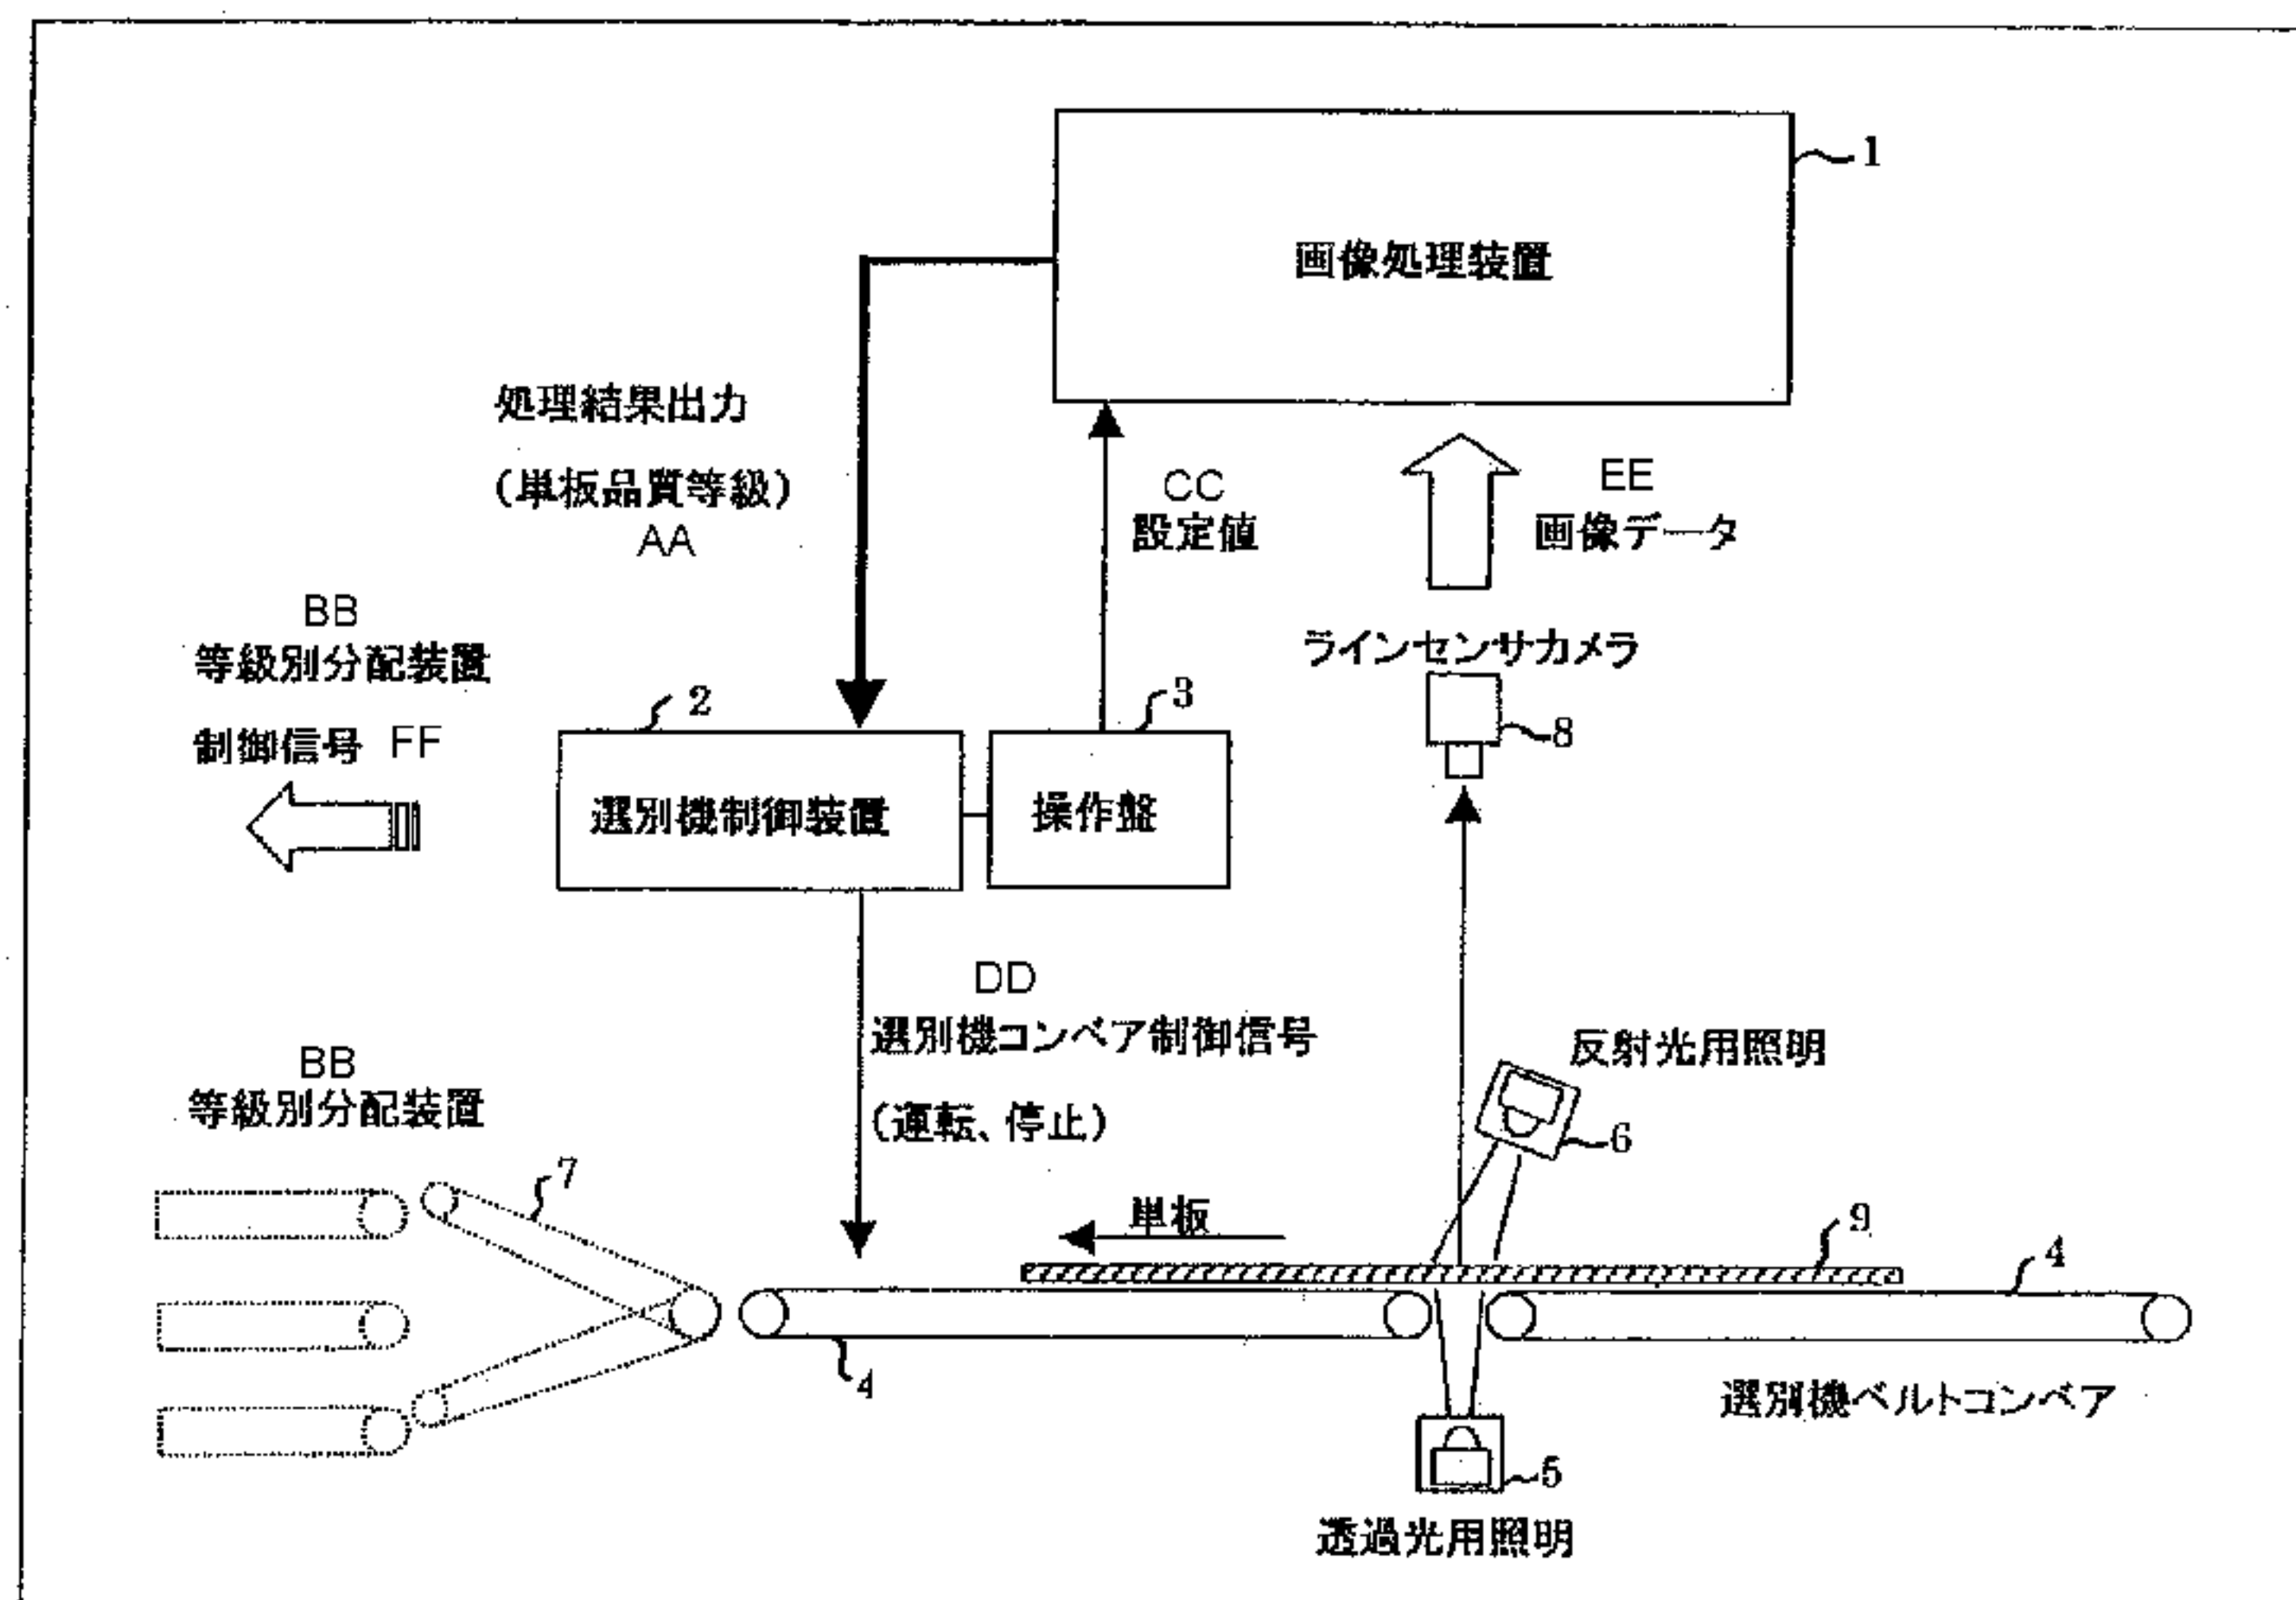 1
画像処理装置
処理結果出力
(単板品質等級)
AA
CC
設定値
EE
画像データ
BB
等級別分配装置
制御信号 FF
ラインセンサカメラ
2
3
8
選別機制御装置
操作盤
DD
選別機コンベア制御信号
(運転、停止)
反射光用照明
6
BB
等級別分配装置
7
単板
9
4
4
選別機ベルトコンベア
5
透過光用照明